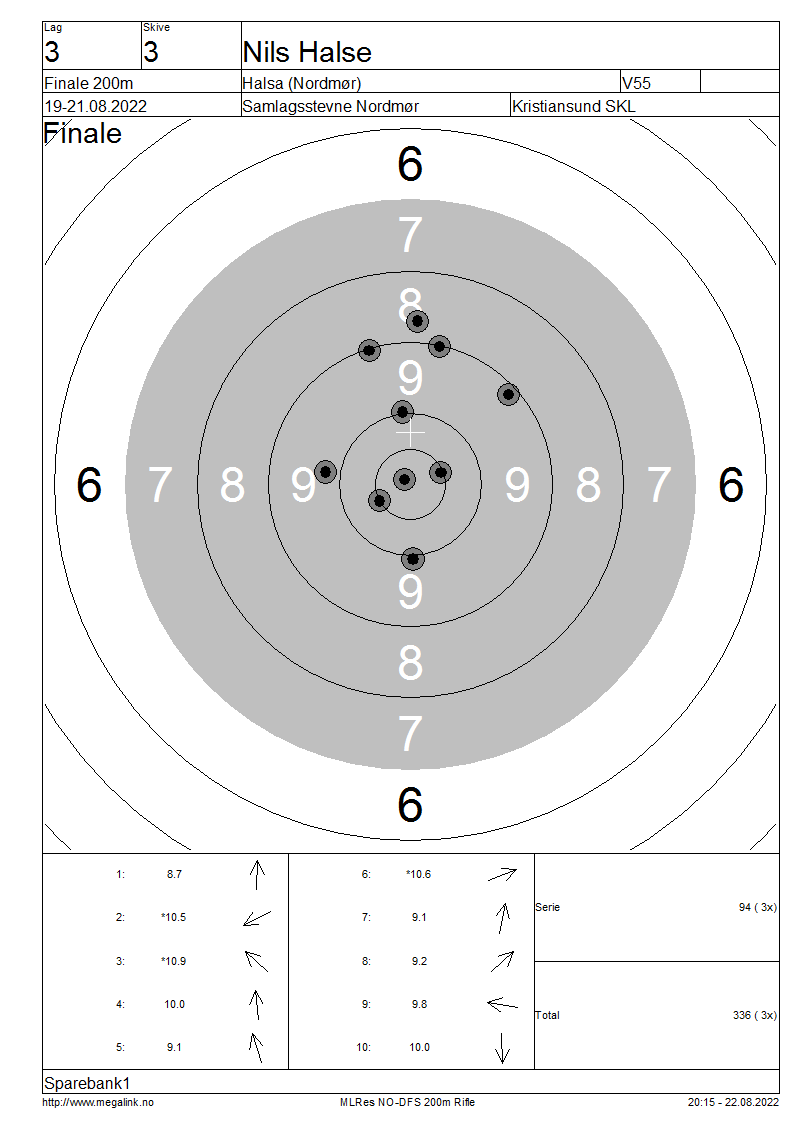 Lag Skive
3 3 Nils Halse
Finale 200m Halsa (Nordmør) V55
19-21.08.2022 Samlagsstevne Nordmør Kristiansund SKL
Finale
6
7
8
9
6 7 8 9 9 8 7 6
9
8
7
6
1: 8.7 6: *10.6
2: *10.5 7: 9.1
Serie 94 ( 3x)
3: *10.9 8: 9.2
4: 10.0 9: 9.8
Total 336 ( 3x)
5: 9.1 10: 10.0
Sparebank1
http://www.megalink.no MLRes NO-DFS 200m Rifle 20:15 - 22.08.2022